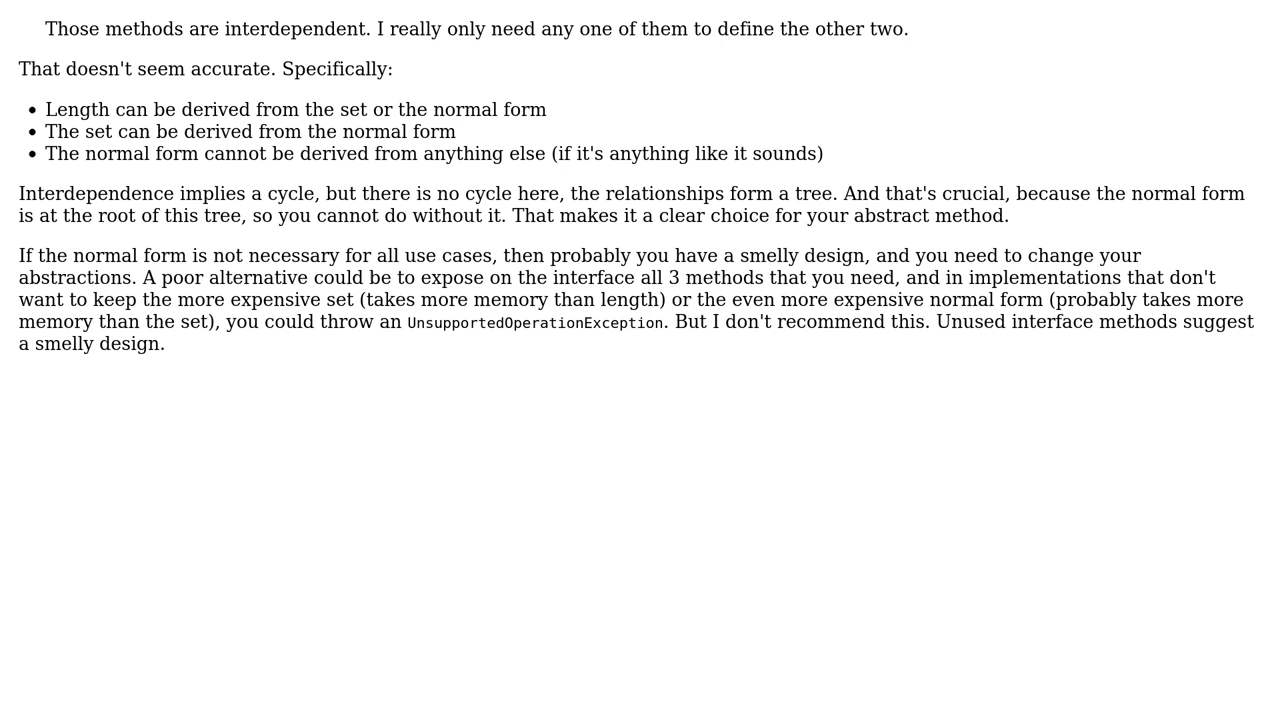 Those methods are interdependent. I really only need any one of them to define the other two.
That doesn't seem accurate. Specifically:
• Length can be derived from the set or the normal form
• The set can be derived from the normal form
• The normal form cannot be derived from anything else (if it's anything like it sounds)
Interdependence implies a cycle, but there is no cycle here, the relationships form a tree. And that's crucial, because the normal form
is at the root of this tree, so you cannot do without it. That makes it a clear choice for your abstract method.
If the normal form is not necessary for all use cases, then probably you have a smelly design, and you need to change your
abstractions. A poor alternative could be to expose on the interface all 3 methods that you need, and in implementations that don't
want to keep the more expensive set (takes more memory than length) or the even more expensive normal form (probably takes more
memory than the set), you could throw an UnsupportedOperationException. But I don't recommend this. Unused interface methods suggest
a smelly design.